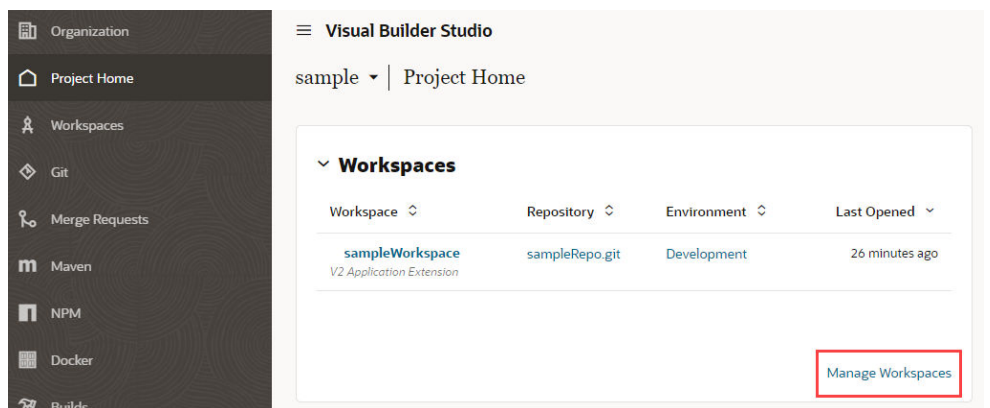 Organization
Project Home
Workspaces
Git
Merge Requests
Maven
NPM
Docker
Builds
Visual Builder Studio
sample | Project Home
Workspaces
Workspace Repository Environment Last Opened
sampleWorkspace sampleRepo.git Development 26 minutes ago
V2 Application Extension
Manage Workspaces